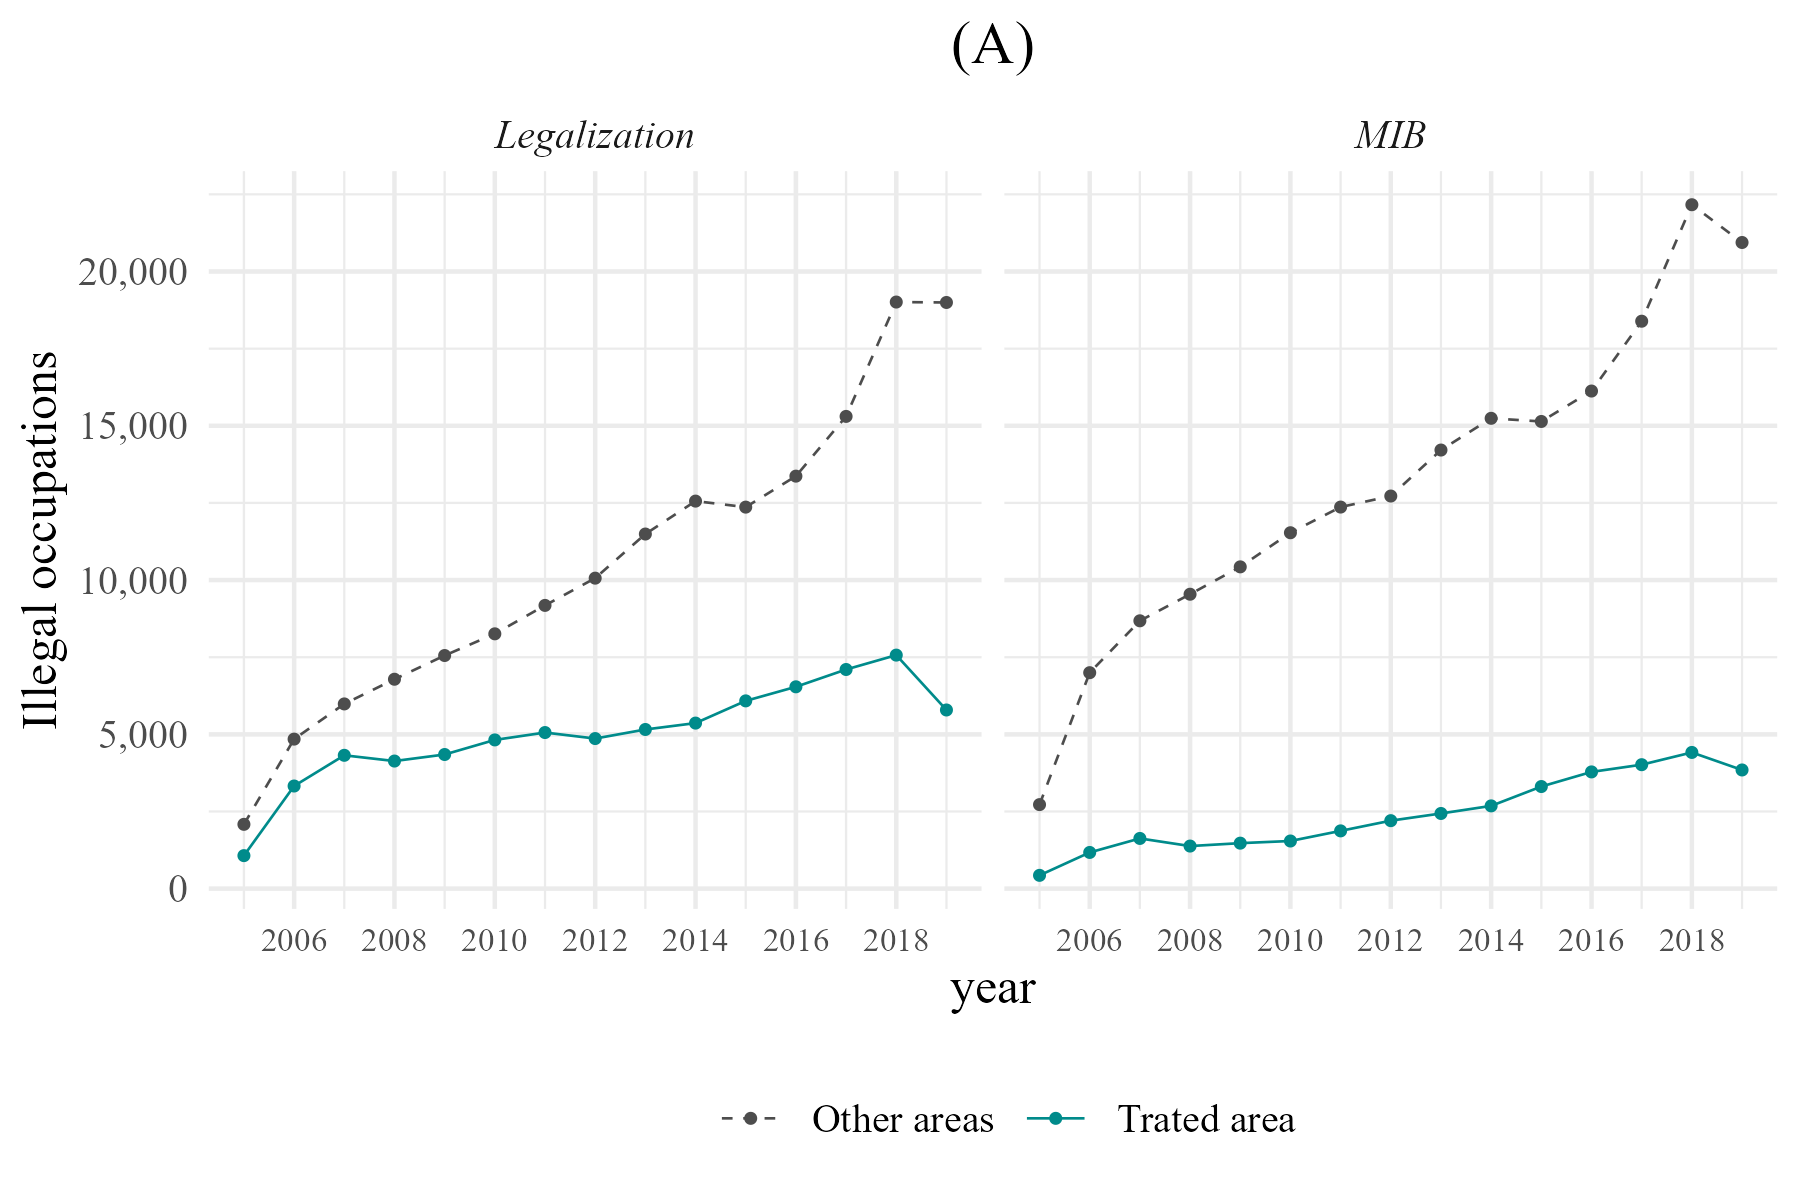 (A)
Legalization
MIB
Illegal occupations
20,000
15,000
10,000
5,000
0
2006 2008 2010 2012 2014 2016 2018
2006 2008 2010 2012 2014 2016 2018
year
Other areas
Trated area